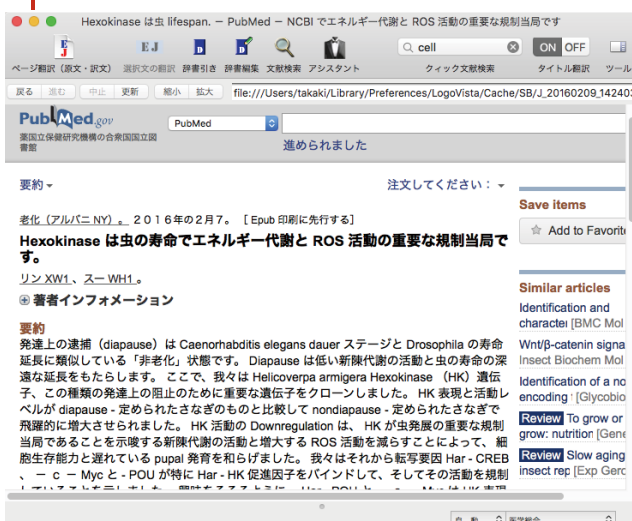 Hexokinase は虫 lifespan. － PubMed － NCBI でエネルギー代謝と ROS 活動の重要な規制当局です
E J
cell
ON OFF
ページ翻訳（原文・訳文） 選択文の翻訳 辞書引き 辞書編集 文献検索 アシスタント クイック文献検索 タイトル翻訳 ツール
戻る 進む 中止 更新 縮小 拡大 file:///Users/takaki/Library/Preferences/LogoVista/Cache/SB/J_20160209_142403
PubMed.gov
PubMed
薬国立保健研究機構の合衆国国立図書館
進められました
要約
注文してください：
Save items
Add to Favorite
老化（アルバニ NY）。２０１６年の２月７。［Epub 印刷に先行する］
Hexokinase は虫の寿命でエネルギー代謝と ROS 活動の重要な規制当局で
す。
リン XW1 、スー WH1 。
著者インフォメーション
Similar articles
Identification and
character [BMC Mol
Wnt/β-catenin signa
Insect Biochem Mol
Identification of a no
encoding [Glycobio
Review To grow or
grow: nutrition [Gene
Review Slow aging
insect rep [Exp Gerc
要約
発達上の逮捕（diapause）は Caenorhabditis elegans dauer ステージと Drosophila の寿命
延長に類似している「非老化」状態です。 Diapause は低い新陳代謝の活動と虫の寿命の深
遠な延長をもたらします。 ここで、我々は Helicoverpa armigera Hexokinase （HK）遺伝
子、この種類の発達上の阻止のために重要な遺伝子をクローンしました。 HK 表現と活動レ
ベルが diapause - 定められたさなぎのものと比較して nondiapause - 定められたさなぎで
飛躍的に増大させられました。 HK 活動の Downregulation は、 HK が虫発展の重要な規制
当局であることを示唆する新陳代謝の活動と増大する ROS 活動を減らすことによって、細
胞生存能力と遅れている pupal 発育を和らげました。 我々はそれから転写要因 Har - CREB
、 － ｃ － Myc と - POU が特に Har - HK 促進因子をバインドして、そしてその活動を規制